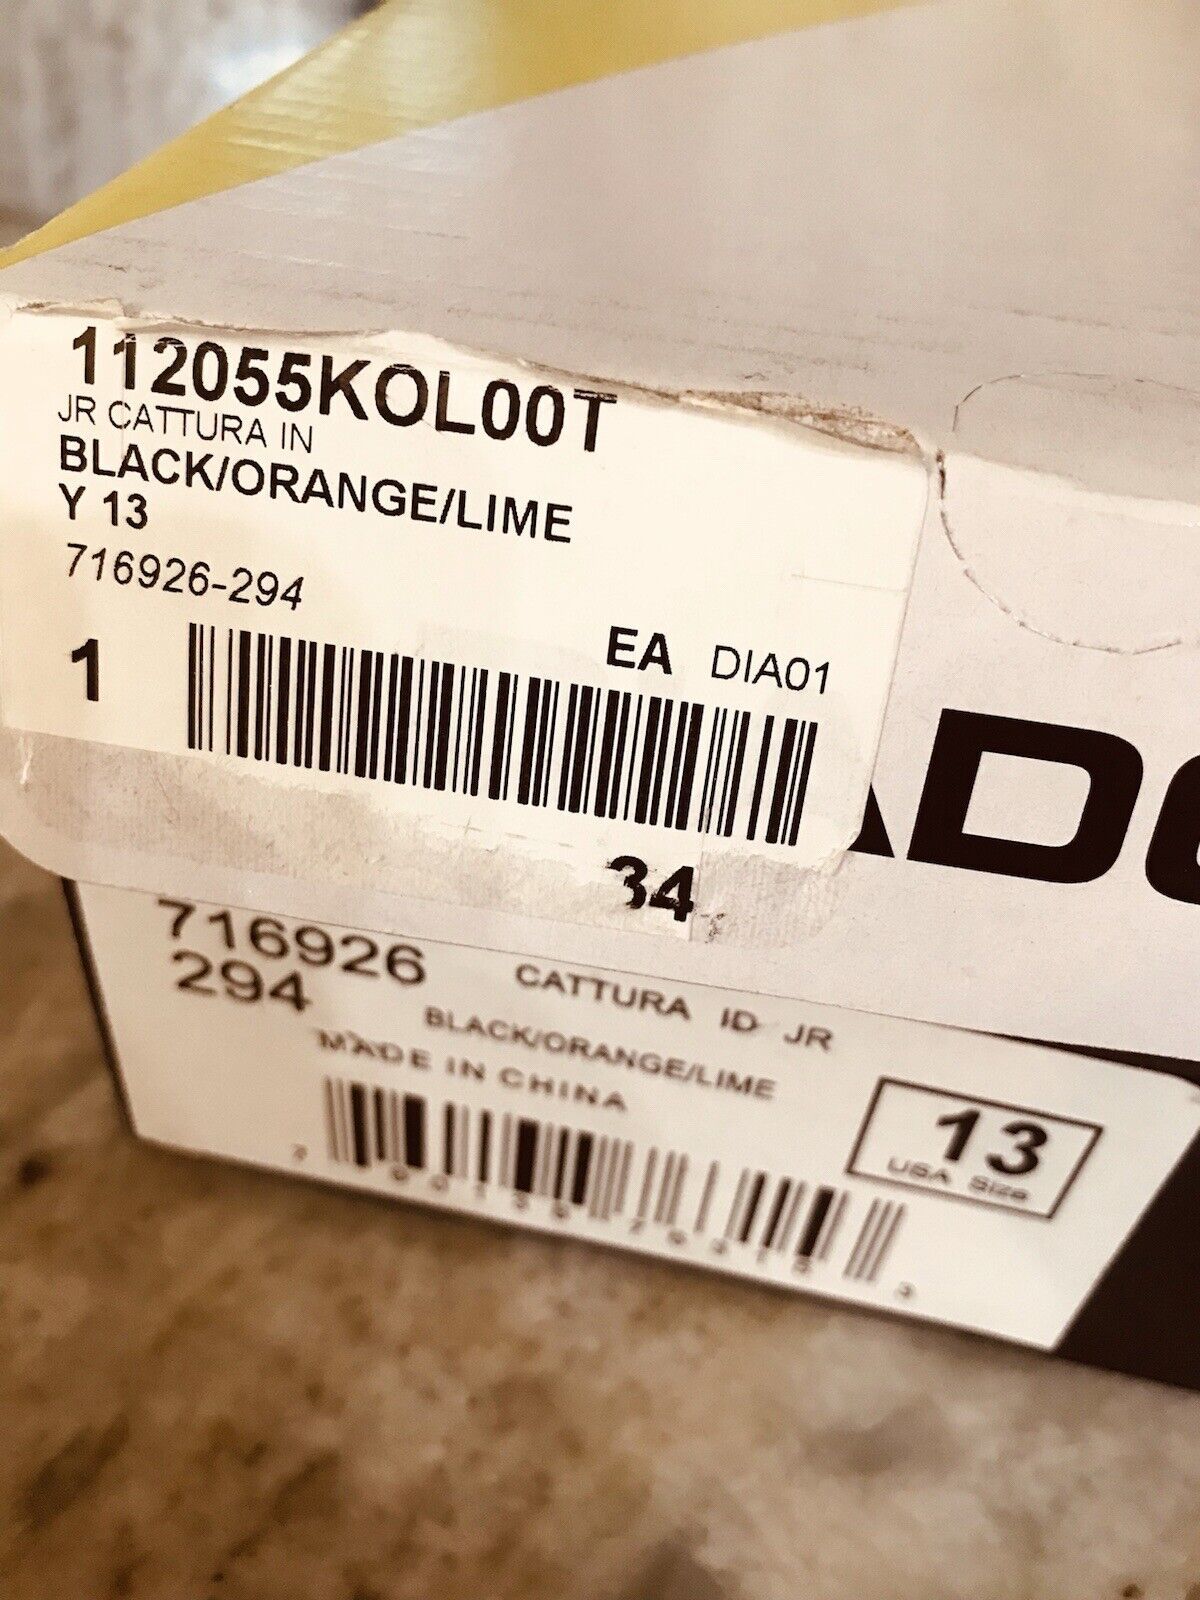 112055KOL00T
JR CATTURA IN
BLACK/ORANGE/LIME
Y 13
716926-294
EA DIA01
1
34
716926
294
CATTURA ID JR
BLACK/ORANGE/LIME
MADE IN CHINA
13
USA Size